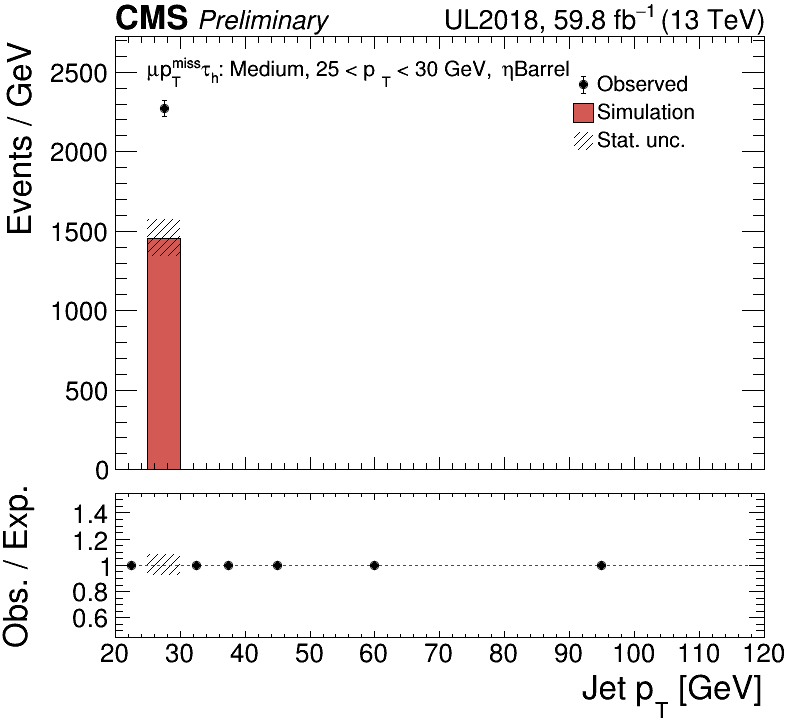 CMS Preliminary UL2018, 59.8 fb⁻¹ (13 TeV)
Events / GeV
μp_T^miss τ_h: Medium, 25 < p_T < 30 GeV, ηBarrel
Observed
Simulation
Stat. unc.
2500
2000
1500
1000
500
0
Obs. / Exp.
1.4
1.2
1
0.8
0.6
20 30 40 50 60 70 80 90 100 110 120
Jet p_T [GeV]